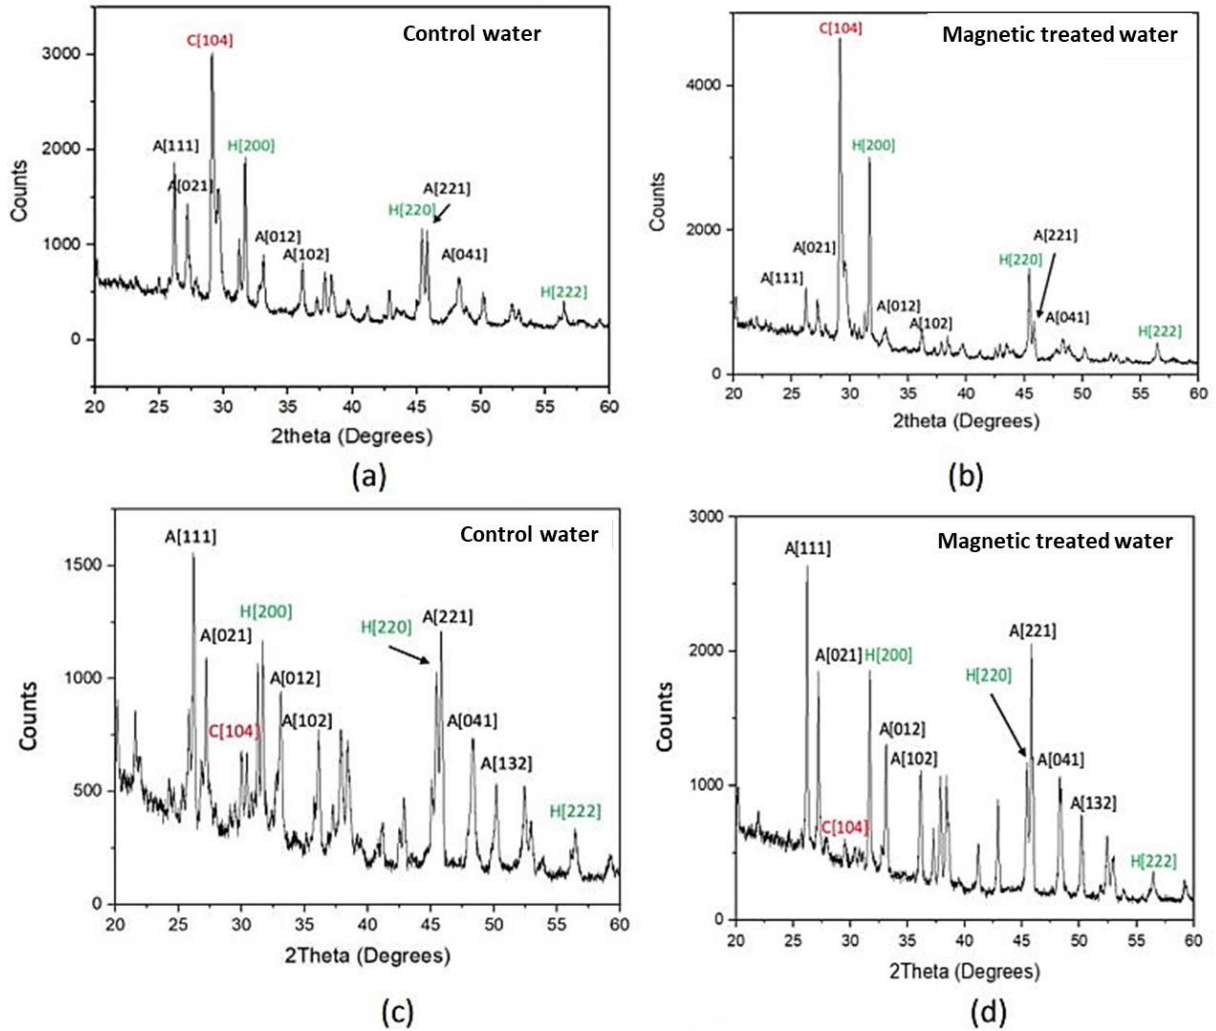 Control water
C[104]
A[111]
A[021]
H[200]
A[012]
A[102]
H[220]
A[221]
A[041]
H[222]
3000
2000
1000
0
Counts
20 25 30 35 40 45 50 55 60
2theta (Degrees)
(a)
Magnetic treated water
C[104]
H[200]
A[021]
A[111]
A[012]
A[102]
A[221]
H[220]
A[041]
H[222]
4000
2000
0
Counts
20 25 30 35 40 45 50 55 60
2theta (Degrees)
(b)
Control water
A[111]
H[200]
A[021]
A[012]
C[104]
A[102]
A[221]
H[220]
A[041]
A[132]
H[222]
1500
1000
500
0
Counts
20 25 30 35 40 45 50 55 60
2Theta (Degrees)
(c)
Magnetic treated water
A[111]
A[021] H[200]
A[012]
A[102]
C[104]
A[221]
H[220]
A[041]
A[132]
H[222]
3000
2000
1000
0
Counts
20 25 30 35 40 45 50 55 60
2Theta (Degrees)
(d)